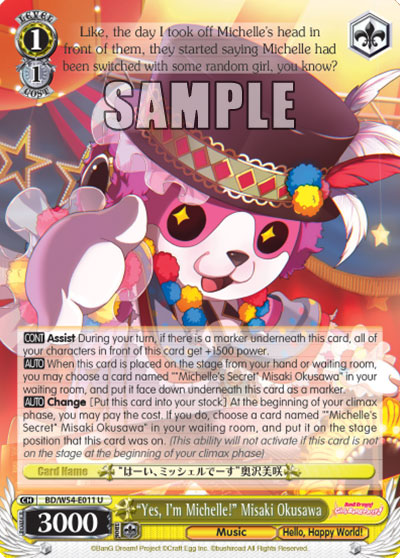 LEVEL
1
1
COST
Like, the day I took off Michelle's head in
front of them, they started saying Michelle had
been switched with some random girl, you know?
SAMPLE
CONT Assist During your turn, if there is a marker underneath this card, all of
your characters in front of this card get +1500 power.
AUTO When this card is placed on the stage from your hand or waiting room,
you may choose a card named ""Michelle's Secret" Misaki Okusawa" in your
waiting room, and put it face down underneath this card as a marker.
AUTO Change [Put this card into your stock] At the beginning of your climax
phase, you may pay the cost. If you do, choose a card named ""Michelle's
Secret" Misaki Okusawa" in your waiting room, and put it on the stage
position that this card was on. (This ability will not activate if this card is not
on the stage at the beginning of your climax phase)
Card Name
“はーい、ミッシェルでーす”奥沢美咲
CH BD/W54-E011 U
"Yes, I'm Michelle!" Misaki Okusawa
BanG Dream!
Girls Band Party!
POWER
3000
SOUL
Music
Hello, Happy World!
©BanG Dream! Project ©Craft Egg Inc. ©bushiroad All Rights Reserved.